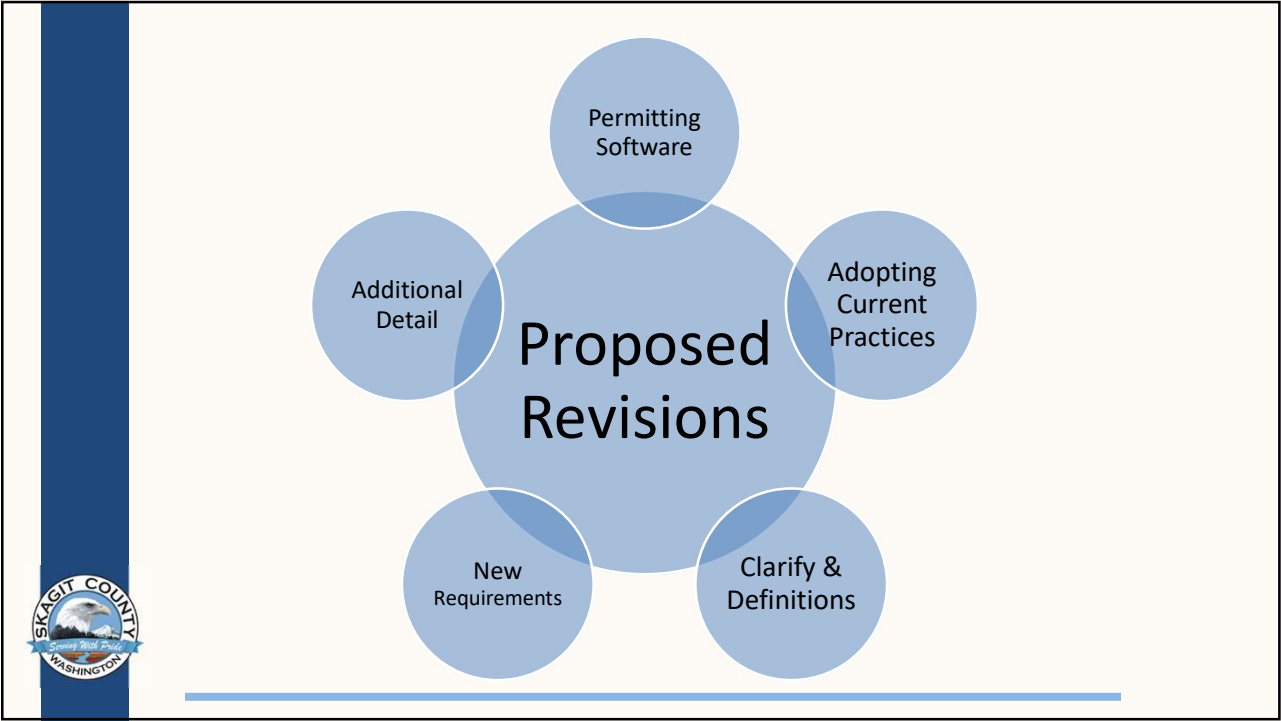 Permitting
Software
Adopting
Current
Practices
Additional
Detail
Proposed
Revisions
New
Requirements
Clarify &
Definitions
SKAGIT COUNTY
Serving With Pride
WASHINGTON